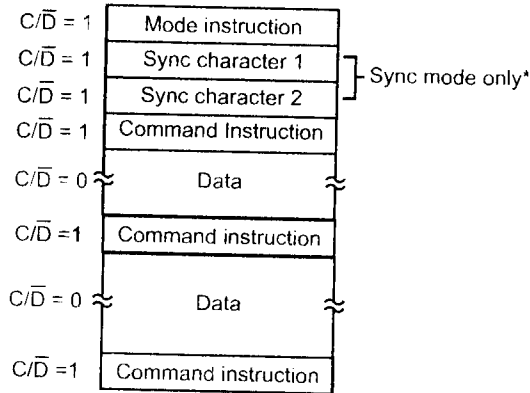 C/D̅ = 1 Mode instruction
C/D̅ = 1 Sync character 1
Sync mode only*
C/D̅ = 1 Sync character 2
C/D̅ = 1 Command Instruction
C/D̅ = 0 Data
C/D̅ =1 Command instruction
C/D̅ = 0 Data
C/D̅ =1 Command instruction